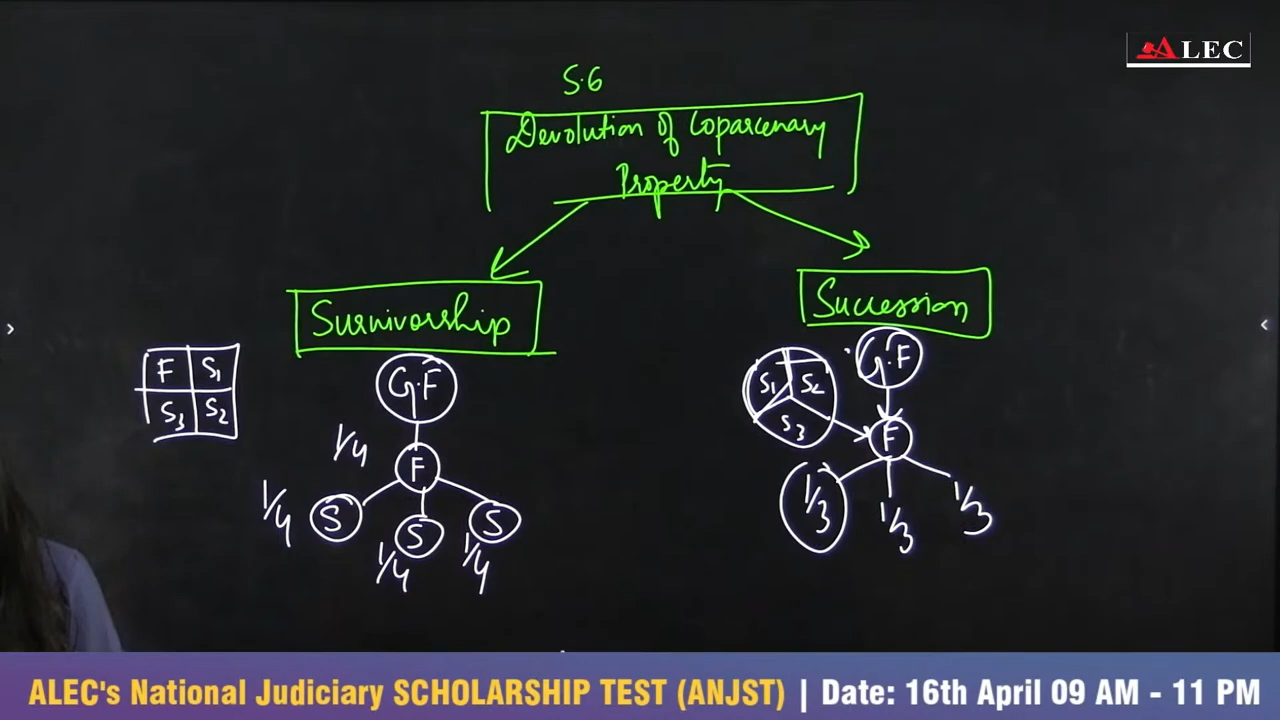 ALEC
S.6
Devolution of Coparcenary
Property
Survivorship
Succession
F S1
S3 S2
G.F
1/4
F
1/4
S
S
S
1/4
1/4
G.F
S1 S2
S3
F
1/3
1/3
1/3
ALEC's National Judiciary SCHOLARSHIP TEST (ANJST) | Date: 16th April 09 AM - 11 PM